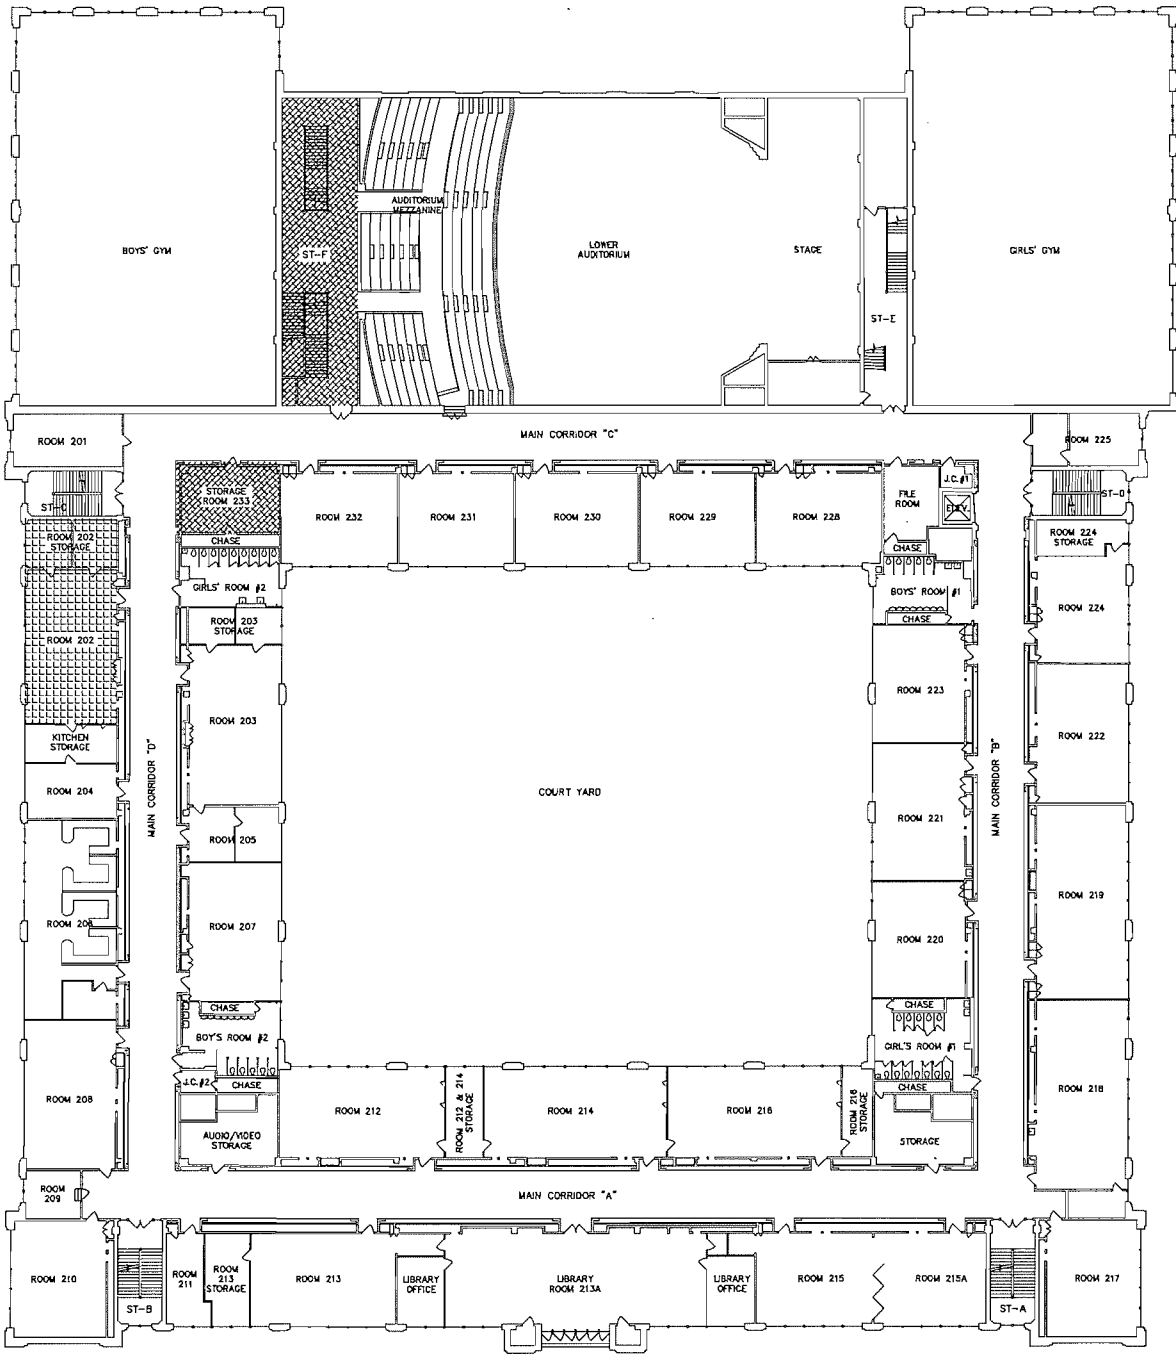 BOYS' GYM
ST-F
AUDITORIUM
MEZZANINE
LOWER
AUDITORIUM
STAGE
ST-E
GIRLS' GYM
ROOM 201
MAIN CORRIDOR "C"
ROOM 225
ST-C
STORAGE
ROOM 233
CHASE
ROOM 232
ROOM 231
ROOM 230
ROOM 229
ROOM 228
FILE
ROOM
J.C. #1
ELEV.
CHASE
ST-D
ROOM 202
STORAGE
ROOM 224
STORAGE
GIRLS' ROOM #2
BOYS' ROOM #1
CHASE
ROOM 224
ROOM 203
STORAGE
ROOM 202
ROOM 203
ROOM 223
ROOM 222
KITCHEN
STORAGE
MAIN CORRIDOR "D"
COURT YARD
MAIN CORRIDOR "B"
ROOM 204
ROOM 205
ROOM 221
ROOM 219
ROOM 206
ROOM 207
ROOM 220
CHASE
CHASE
BOY'S ROOM #2
GIRL'S ROOM #1
J.C. #2
CHASE
CHASE
ROOM 208
ROOM 218
AUDIO/VIDEO
STORAGE
ROOM 212
ROOM 212 & 214
STORAGE
ROOM 214
ROOM 216
ROOM 216
STORAGE
STORAGE
ROOM
209
MAIN CORRIDOR "A"
ROOM 210
ST-B
ROOM
211
ROOM
213
STORAGE
ROOM 213
LIBRARY
OFFICE
LIBRARY
ROOM 213A
LIBRARY
OFFICE
ROOM 215
ROOM 215A
ST-A
ROOM 217